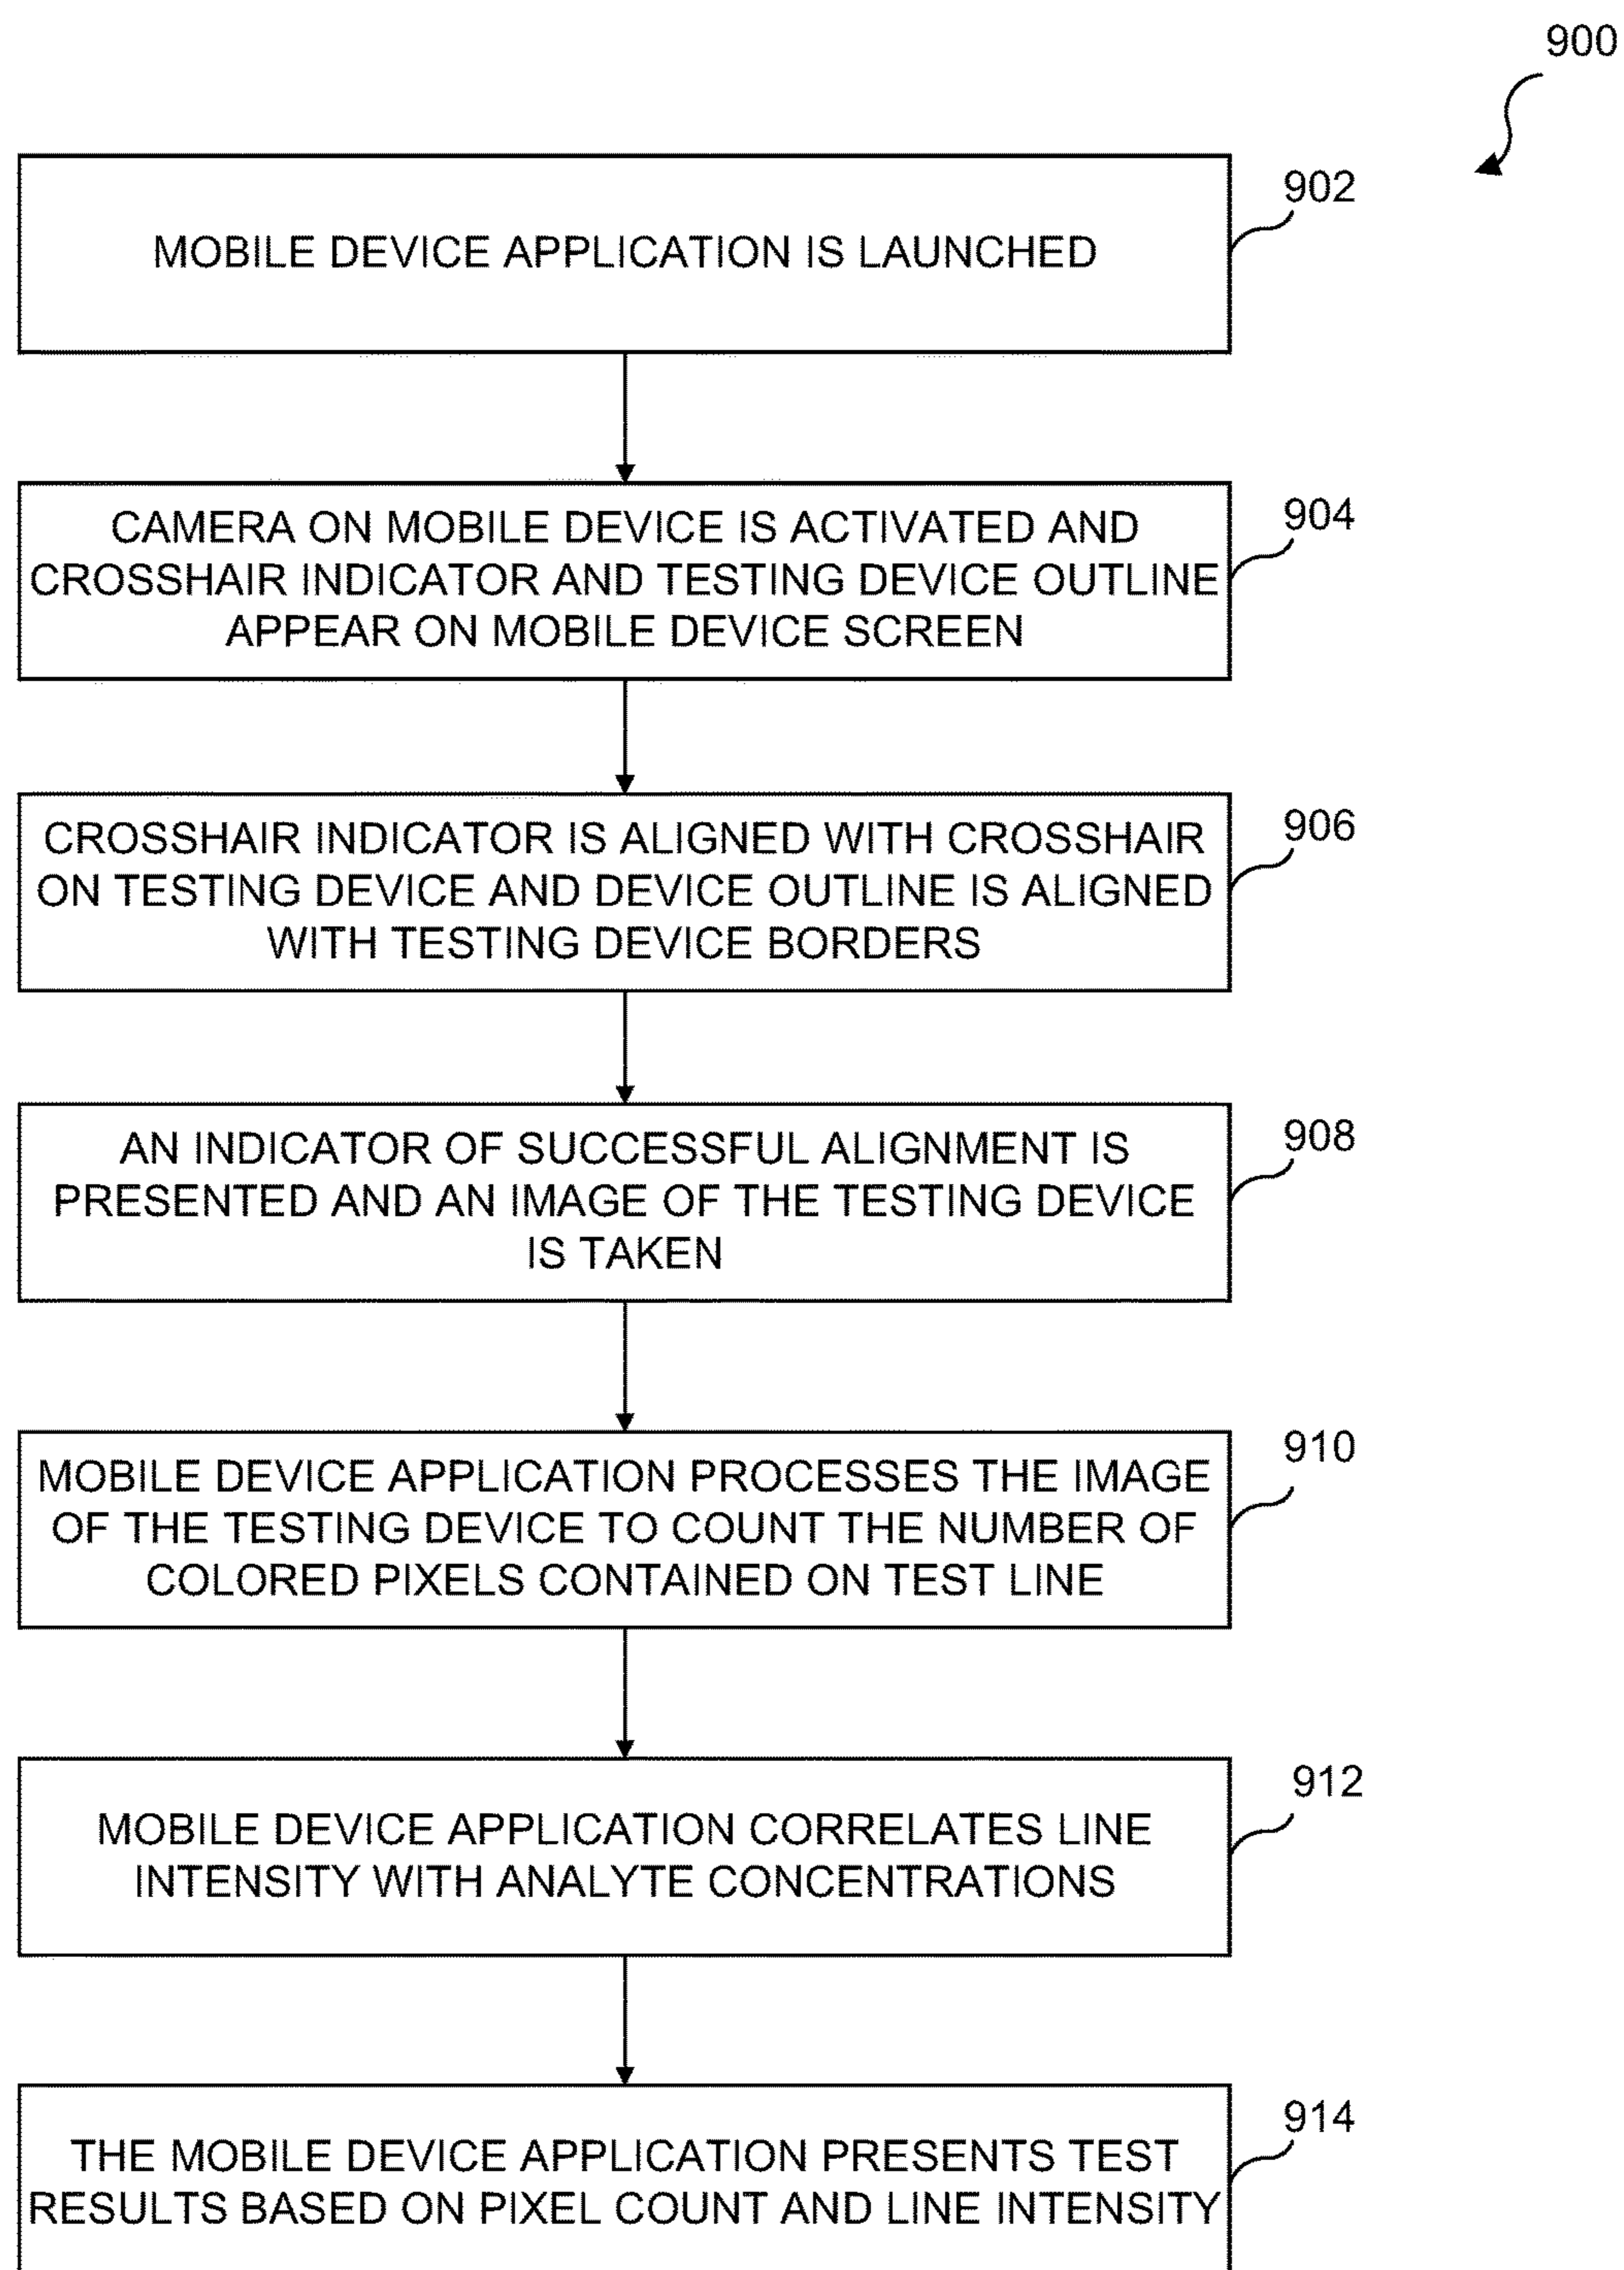 900
902
MOBILE DEVICE APPLICATION IS LAUNCHED
904
CAMERA ON MOBILE DEVICE IS ACTIVATED AND
CROSSHAIR INDICATOR AND TESTING DEVICE OUTLINE
APPEAR ON MOBILE DEVICE SCREEN
906
CROSSHAIR INDICATOR IS ALIGNED WITH CROSSHAIR
ON TESTING DEVICE AND DEVICE OUTLINE IS ALIGNED
WITH TESTING DEVICE BORDERS
908
AN INDICATOR OF SUCCESSFUL ALIGNMENT IS
PRESENTED AND AN IMAGE OF THE TESTING DEVICE
IS TAKEN
910
MOBILE DEVICE APPLICATION PROCESSES THE IMAGE
OF THE TESTING DEVICE TO COUNT THE NUMBER OF
COLORED PIXELS CONTAINED ON TEST LINE
912
MOBILE DEVICE APPLICATION CORRELATES LINE
INTENSITY WITH ANALYTE CONCENTRATIONS
914
THE MOBILE DEVICE APPLICATION PRESENTS TEST
RESULTS BASED ON PIXEL COUNT AND LINE INTENSITY